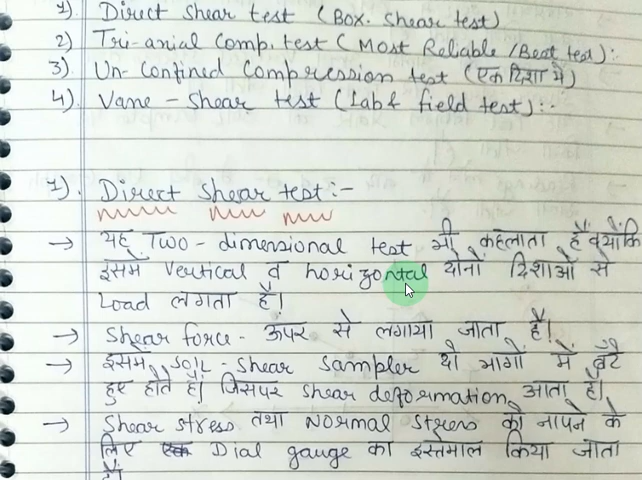 1). Direct Shear test (Box. Shear test)
2) Tri-anial Comp. test (Most Reliable /Beat test):-
3) Un-Confined Compression test (एक दिशा में)
4). Vane - Shear test (Lab & field test):-
1). Direct Shear test:-
→ यह Two-dimensional test भी कहलाता है क्योंकि
इसमें Vertical व horizontal दोनो दिशाओ से
Load लगता है।
→ Shear force - ऊपर से लगाया जाता है।
→ इसमें soil-Shear Sampler दो भागो में बँटे
हुए होते है। जिसपर shear deformation आता है।
→ Shear stress तथा Normal Stress को नापने के
लिए Dial gauge का इस्तमाल किया जाता
है।